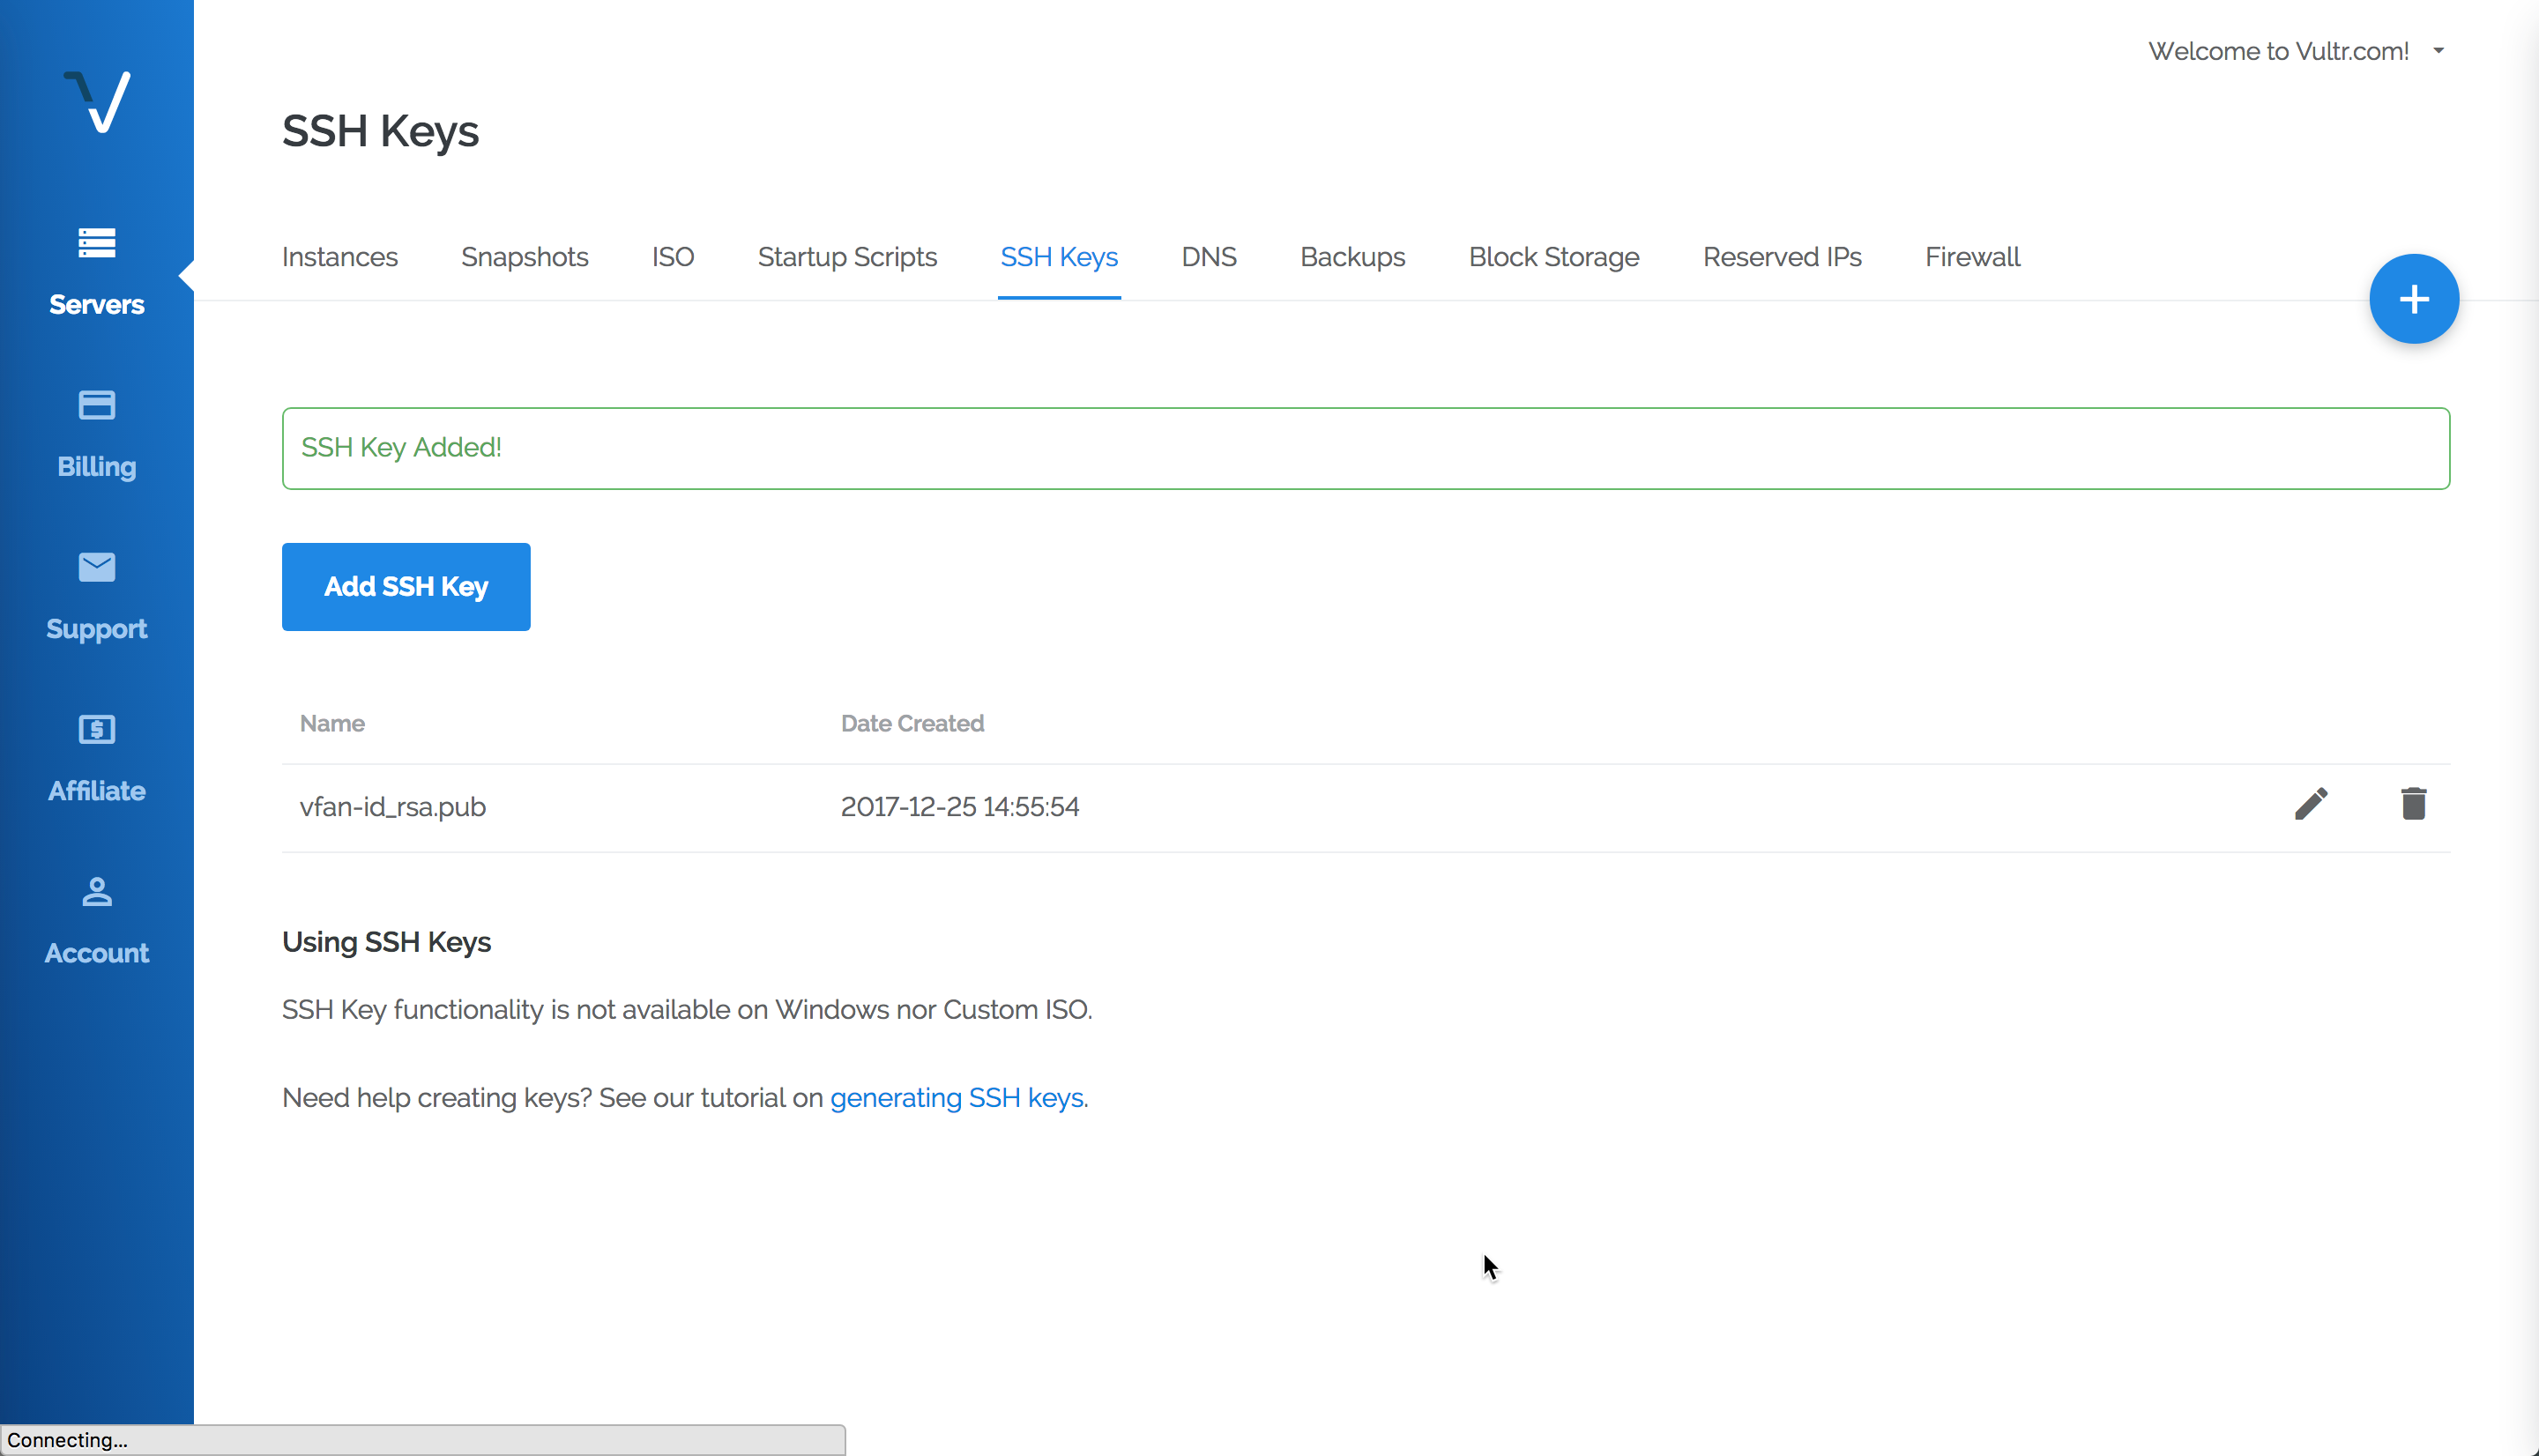 Welcome to Vultr.com!
SSH Keys
Servers
Instances Snapshots ISO Startup Scripts SSH Keys DNS Backups Block Storage Reserved IPs Firewall
SSH Key Added!
Billing
Add SSH Key
Support
Name Date Created
Affiliate
vfan-id_rsa.pub 2017-12-25 14:55:54
Account
Using SSH Keys
SSH Key functionality is not available on Windows nor Custom ISO.
Need help creating keys? See our tutorial on generating SSH keys.
Connecting...